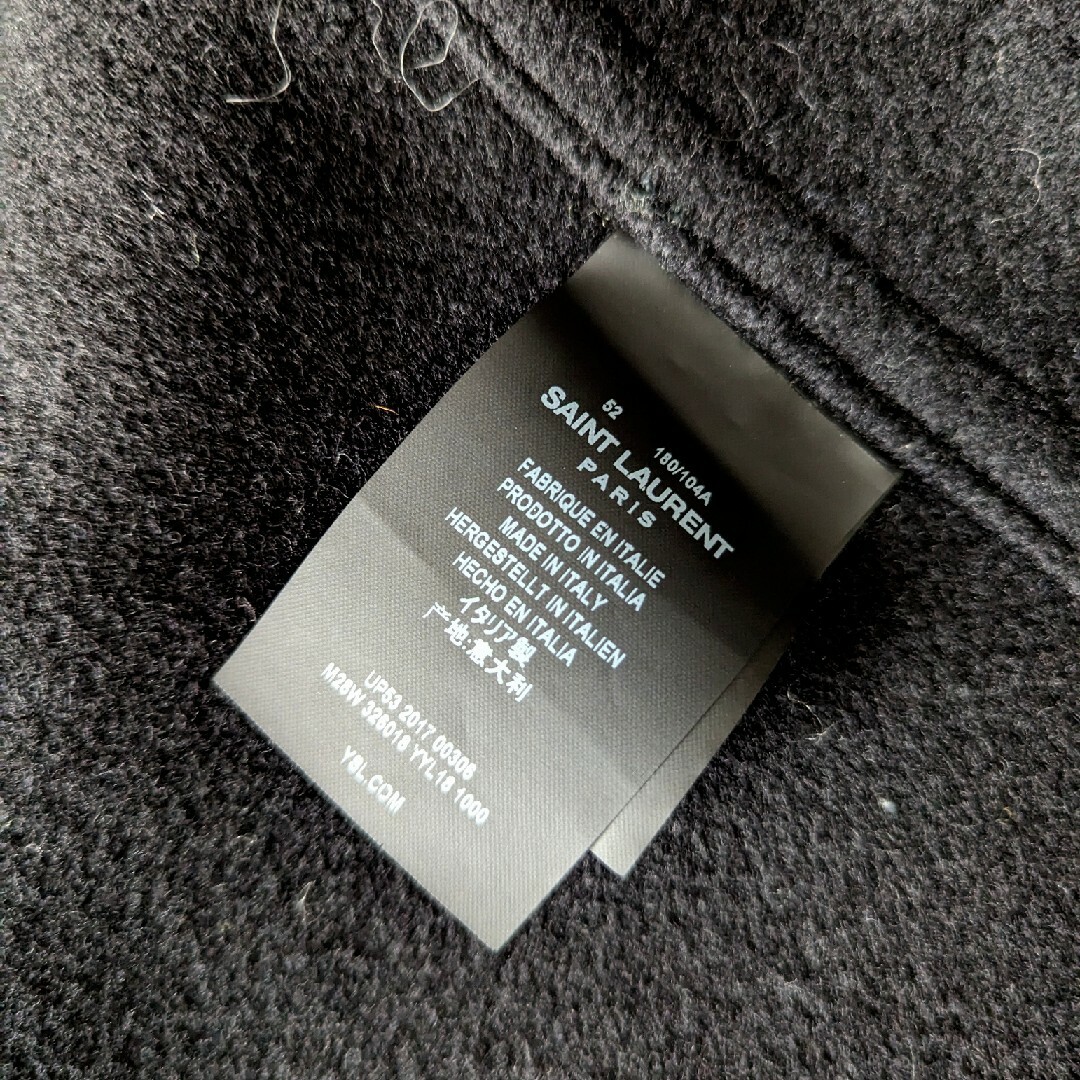 52
180/104A
SAINT LAURENT
PARIS
FABRIQUE EN ITALIE
PRODOTTO IN ITALIA
MADE IN ITALY
HERGESTELLT IN ITALIEN
HECHO EN ITALIA
イタリア製
产地:意大利
UP53 2017 00308
M28W 326018 YYL18 1000
YSL.COM